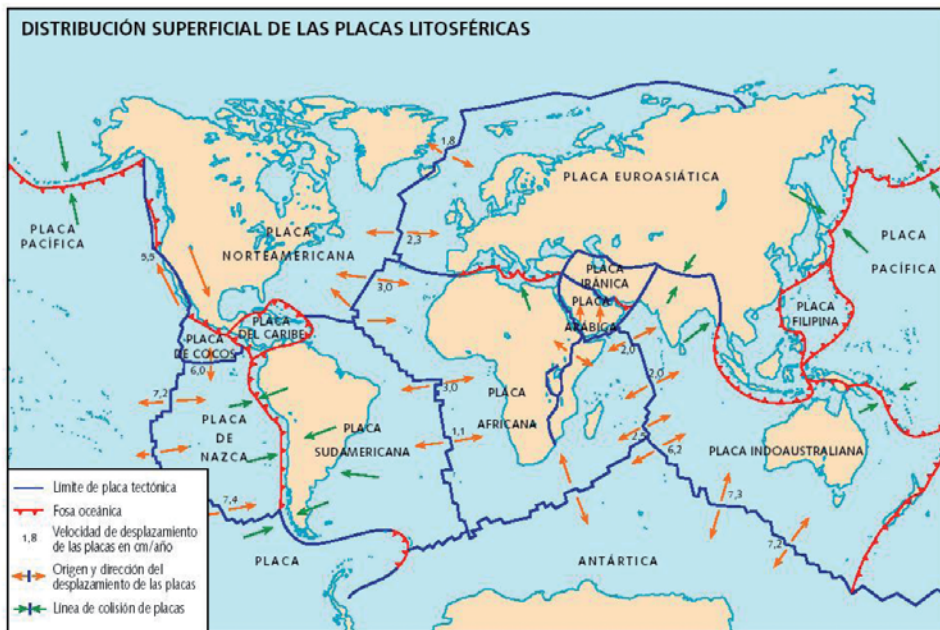 DISTRIBUCIÓN SUPERFICIAL DE LAS PLACAS LITOSFÉRICAS
1,8
PLACA EUROASIÁTICA
PLACA
PACÍFICA
PLACA
NORTEAMERICANA
2,3
PLACA
PACÍFICA
5,5
3,0
PLACA
IRÁNICA
PLACA
ARÁBICA
PLACA
FILIPINA
PLACA
DEL CARIBE
PLACA
DE COCOS
6,0
2,0
7,2
3,0
2,0
PLACA
AFRICANA
PLACA
DE
NAZCA
PLACA
SUDAMERICANA
1,1
2,5
6,2
PLACA INDOAUSTRALIANA
7,4
7,3
7,2
PLACA
ANTÁRTICA
Límite de placa tectónica
Fosa oceánica
1,8
Velocidad de desplazamiento
de las placas en cm/año
Origen y dirección del
desplazamiento de las placas
Línea de colisión de placas